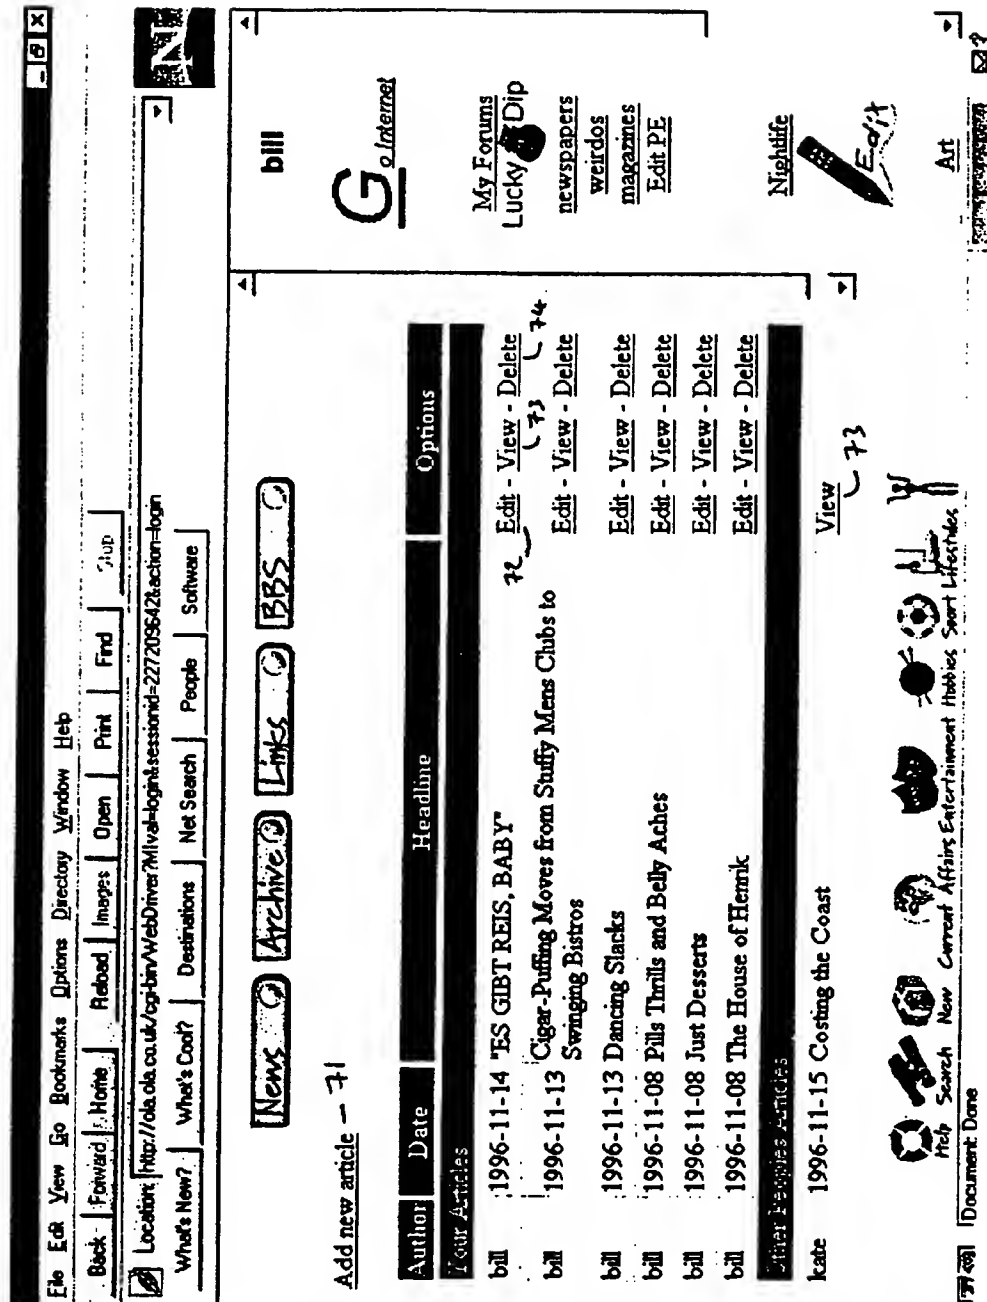 File Edit View Go Bookmarks Options Directory Window Help
Back Forward Home Reload Images Open Print Find
Location: http://ola.ola.co.uk/cgi-bin/WebDriver?MIval=login&sessionid=227209642&action=login
What's New? What's Cool? Destinations Net Search People Software
News Archive Links BBS
Add new article - 71
Author Date Headline Options
Your Articles
bill 1996-11-14 "ES GIBT REIS, BABY" Edit - View - Delete
72 73 74
bill 1996-11-13 Cigar-Puffing Moves from Stuffy Mens Clubs to Edit - View - Delete
Swinging Bistros
bill 1996-11-13 Dancing Slacks Edit - View - Delete
bill 1996-11-08 Pills Thrills and Belly Aches Edit - View - Delete
bill 1996-11-08 Just Desserts Edit - View - Delete
bill 1996-11-08 The House of Henrik Edit - View - Delete
Other Peoples Articles
kate 1996-11-15 Costing the Coast View
73
bill
Go Internet
My Forums
Lucky Dip
newspapers
weirdos
magazines
Edit PE
Nightlife
Edit
Art
Help Search New Current Affairs Entertainment Hobbies Sport Lifestyles
Document: Done